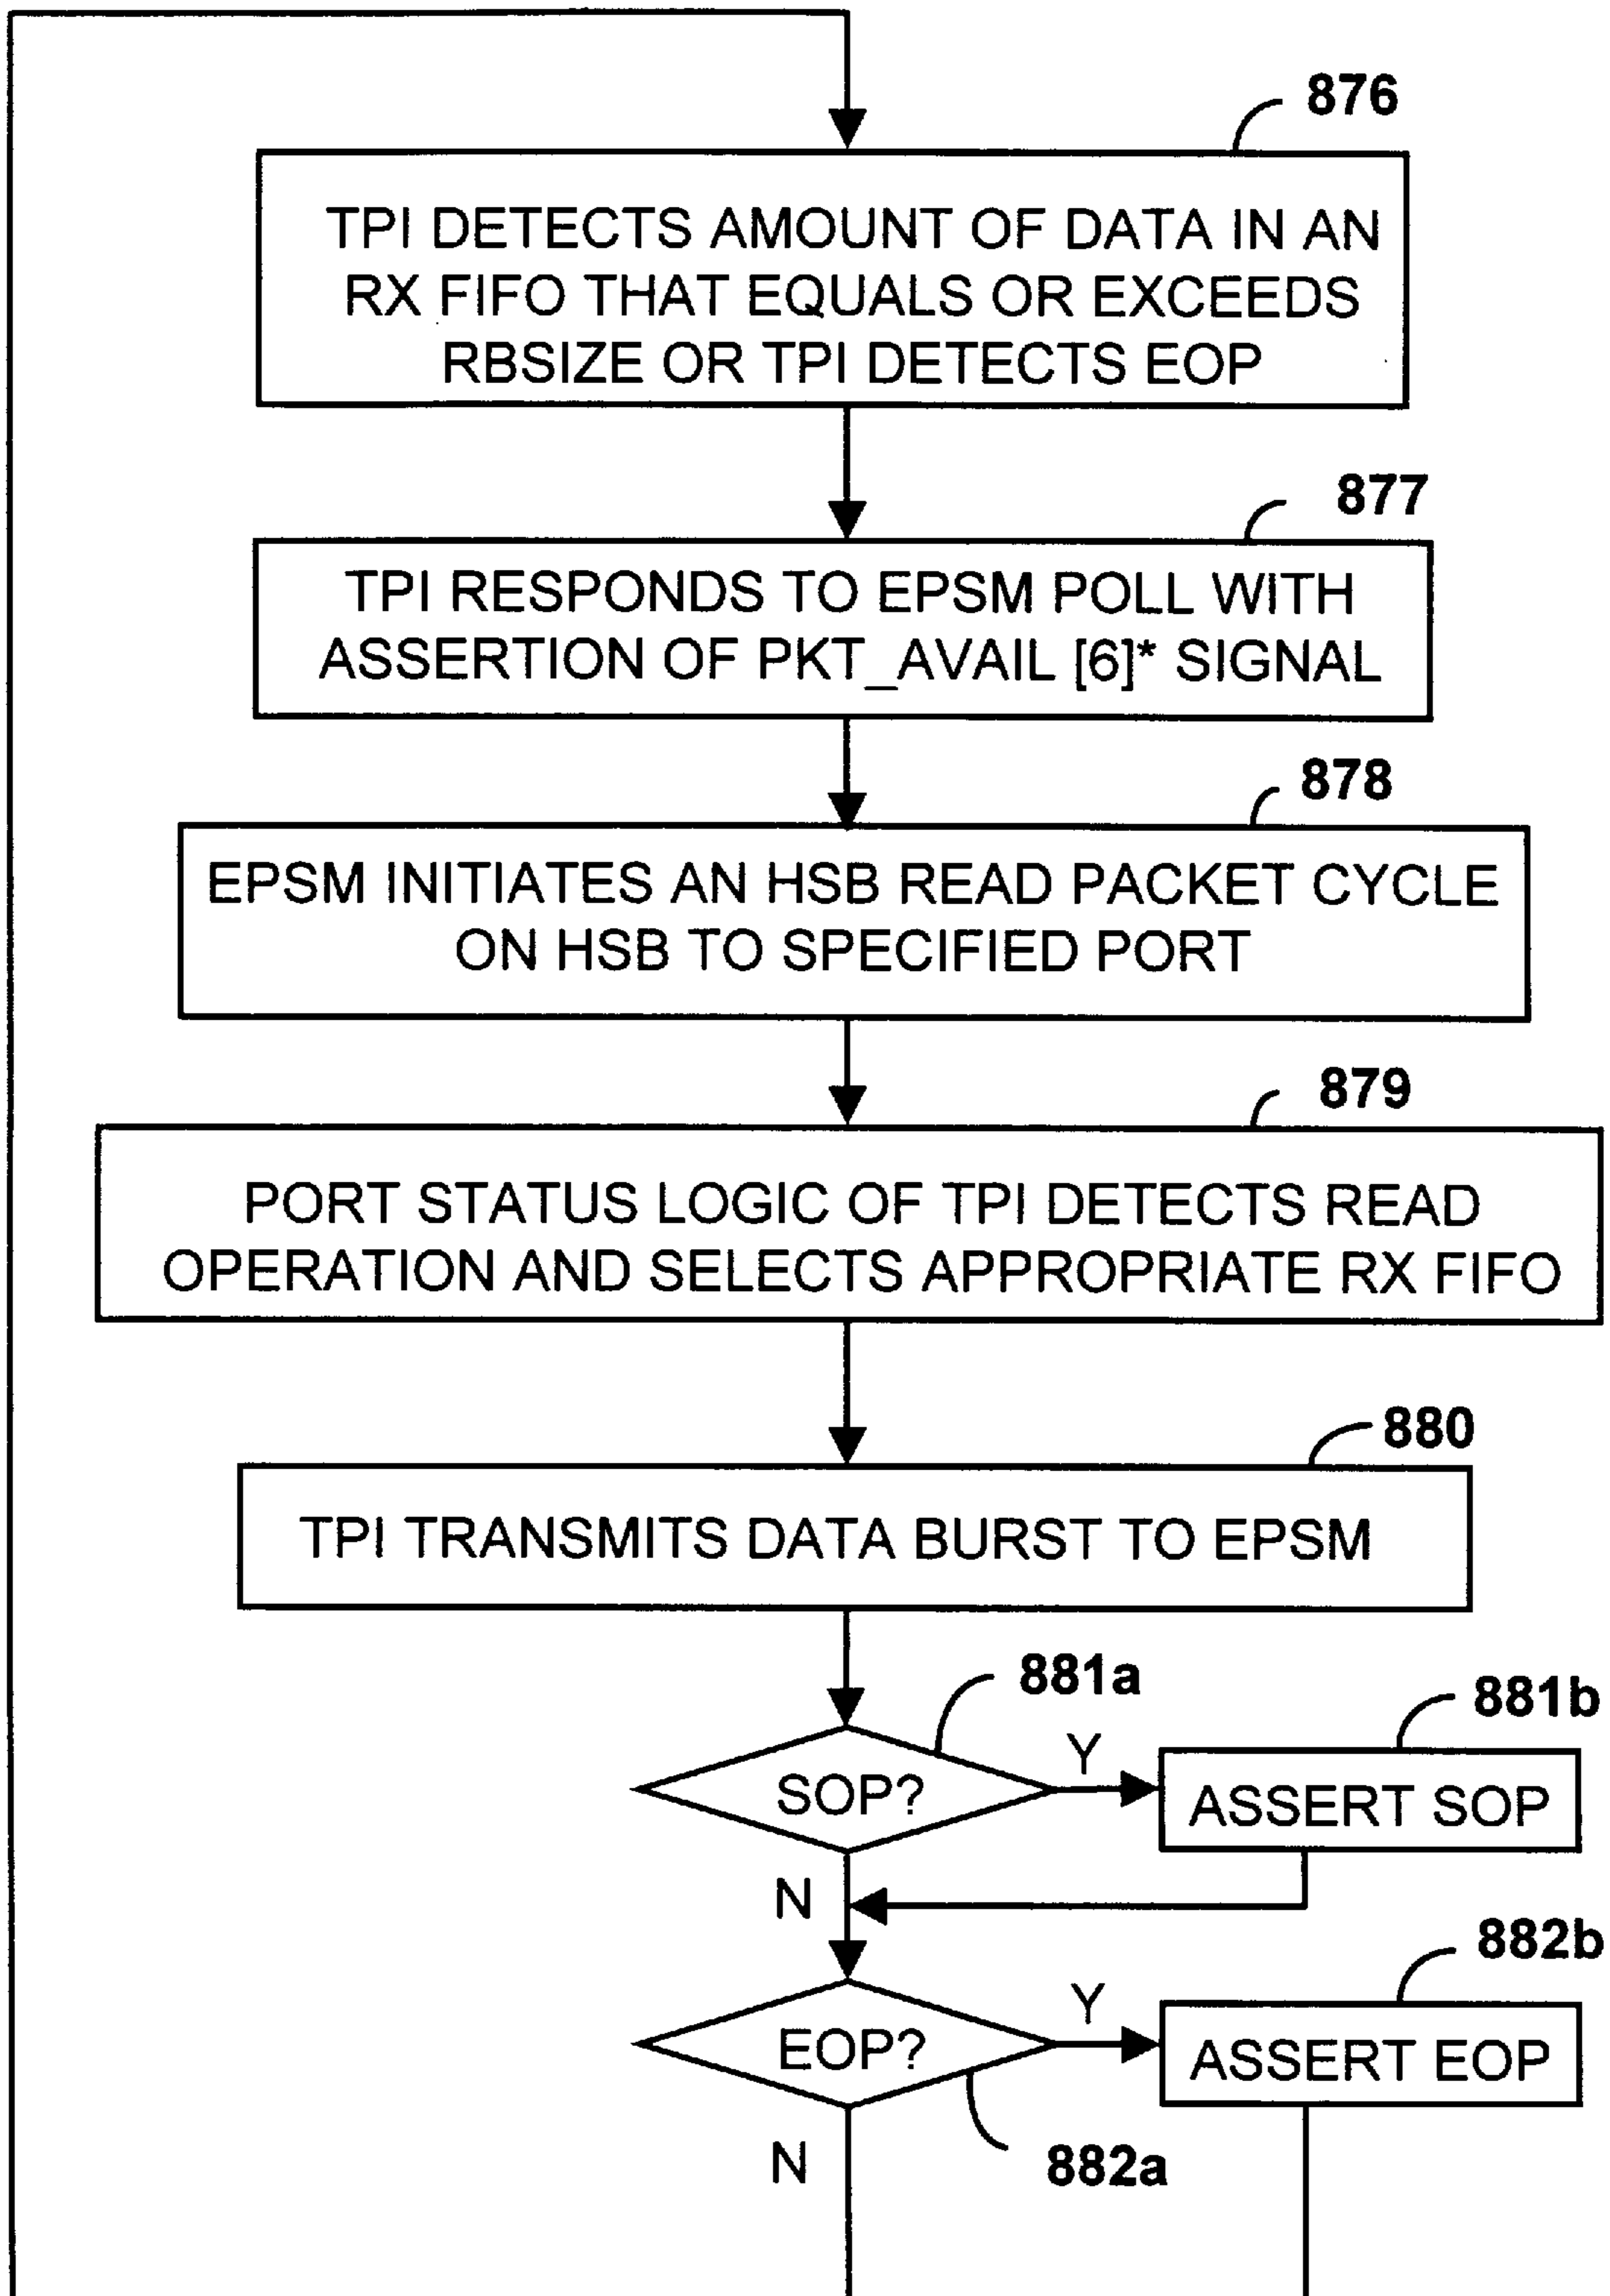 876
TPI DETECTS AMOUNT OF DATA IN AN
RX FIFO THAT EQUALS OR EXCEEDS
RBSIZE OR TPI DETECTS EOP
877
TPI RESPONDS TO EPSM POLL WITH
ASSERTION OF PKT_AVAIL [6]* SIGNAL
878
EPSM INITIATES AN HSB READ PACKET CYCLE
ON HSB TO SPECIFIED PORT
879
PORT STATUS LOGIC OF TPI DETECTS READ
OPERATION AND SELECTS APPROPRIATE RX FIFO
880
TPI TRANSMITS DATA BURST TO EPSM
881a
881b
Y
SOP?
ASSERT SOP
N
882b
Y
EOP?
ASSERT EOP
N
882a